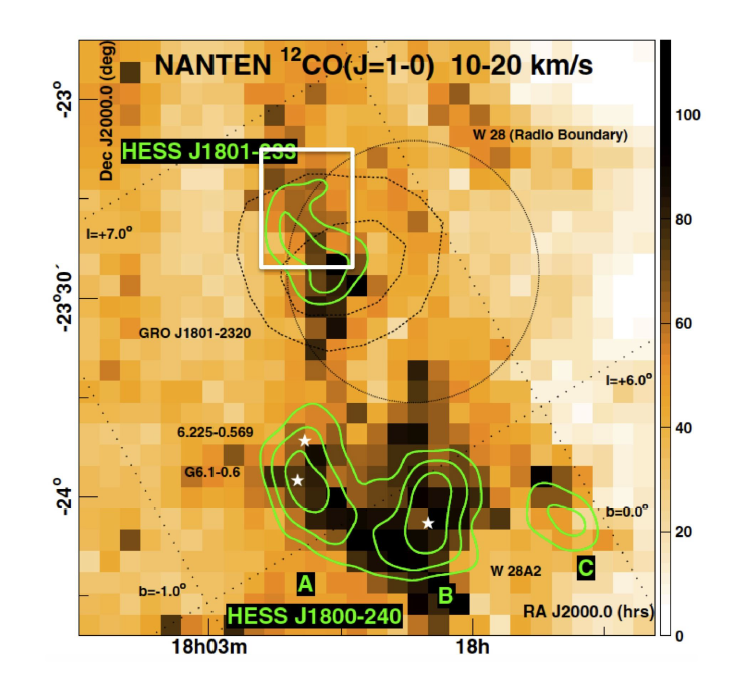 NANTEN ¹²CO(J=1-0) 10-20 km/s
Dec J2000.0 (deg)
-23°
100
W 28 (Radio Boundary)
HESS J1801-233
80
l=+7.0°
-23°30´
60
GRO J1801-2320
l=+6.0°
40
6.225-0.569
G6.1-0.6
-24°
b=0.0°
20
W 28A2
C
A
b=-1.0°
B
HESS J1800-240
RA J2000.0 (hrs)
0
18h03m
18h